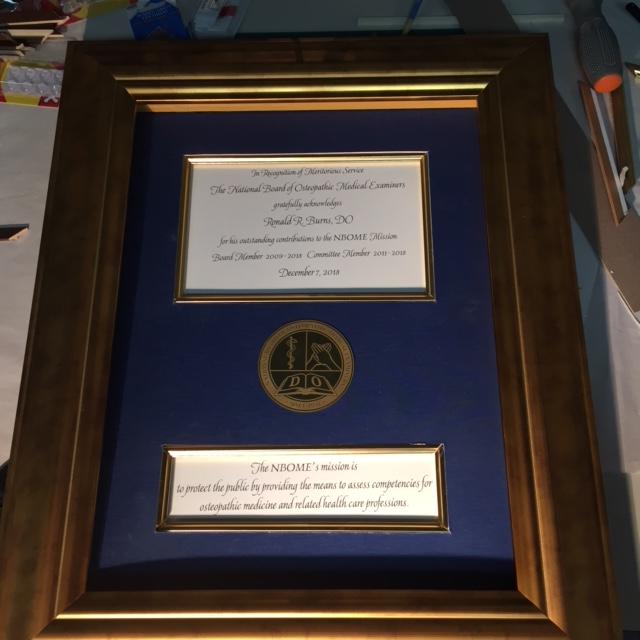 In Recognition of Meritorious Service
The National Board of Osteopathic Medical Examiners
gratefully acknowledges
Ronald R. Burns, DO
for his outstanding contributions to the NBOME Mission
Board Member 2009-2018 Committee Member 2011-2018
December 7, 2018
D O
The NBOME's mission is
to protect the public by providing the means to assess competencies for
osteopathic medicine and related health care professions.